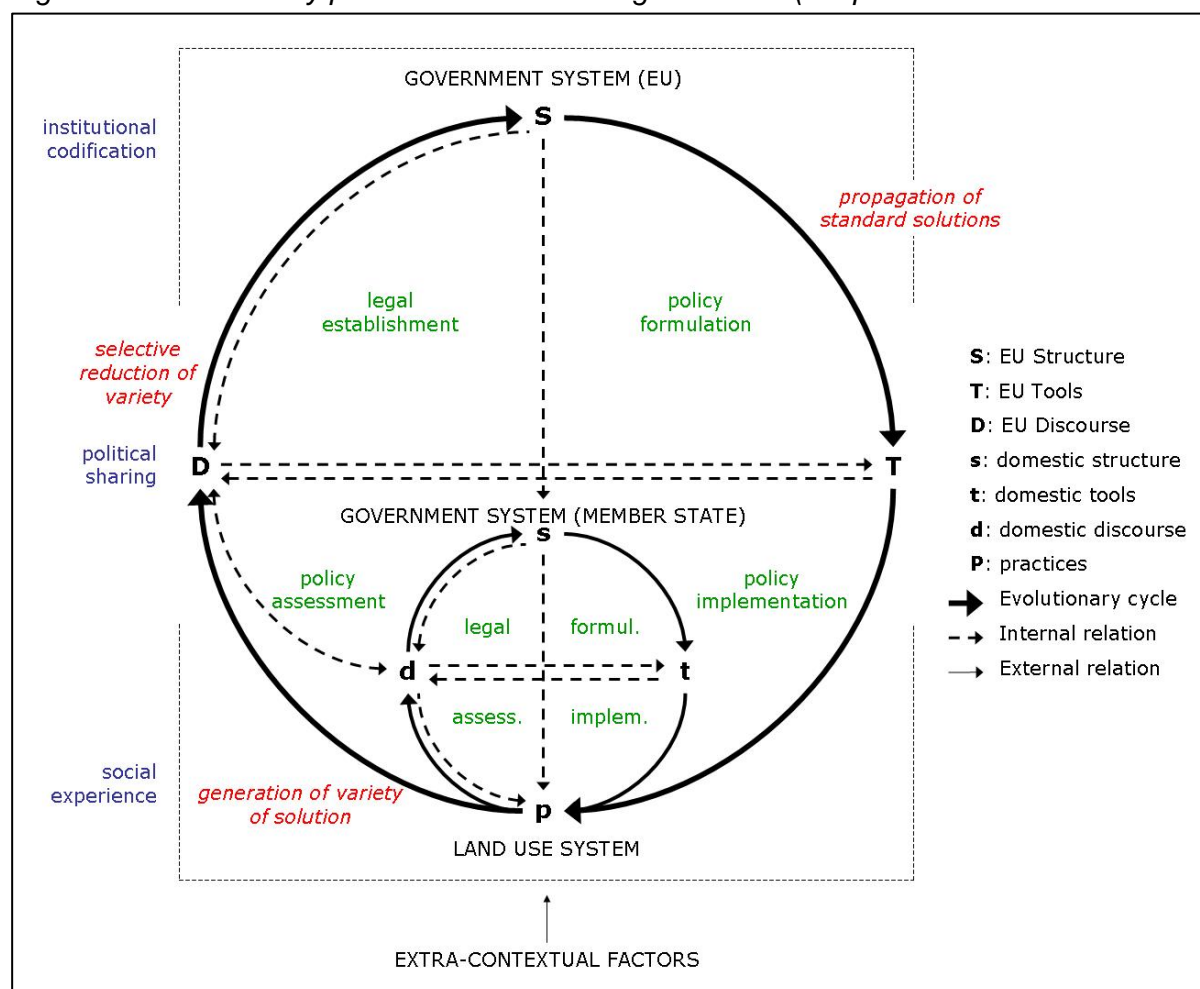 GOVERNMENT SYSTEM (EU)
S
institutional
codification
propagation of
standard solutions
legal
establishment
policy
formulation
selective
reduction of
variety
political
sharing
D
T
S: EU Structure
T: EU Tools
D: EU Discourse
s: domestic structure
t: domestic tools
d: domestic discourse
P: practices
Evolutionary cycle
Internal relation
External relation
GOVERNMENT SYSTEM (MEMBER STATE)
s
policy
assessment
policy
implementation
legal
formul.
d
t
assess.
implem.
social
experience
generation of variety
of solution
p
LAND USE SYSTEM
EXTRA-CONTEXTUAL FACTORS